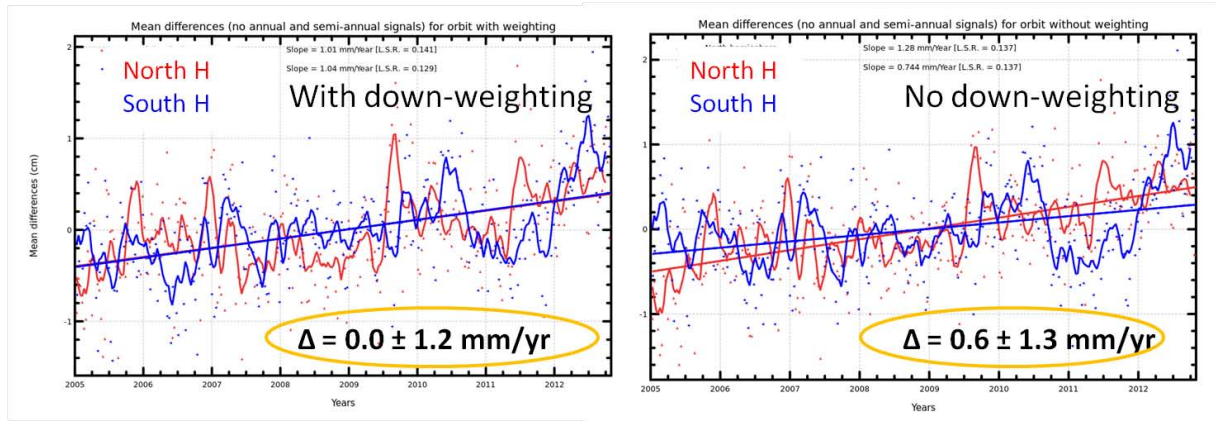 Mean differences (no annual and semi-annual signals) for orbit with weighting
Slope = 1.01 mm/Year [L.S.R. = 0.141]
Slope = 1.04 mm/Year [L.S.R. = 0.129]
North H
South H
With down-weighting
2
1
0
-1
Mean differences (cm)
Δ = 0.0 ± 1.2 mm/yr
2005 2006 2007 2008 2009 2010 2011 2012
Years
Mean differences (no annual and semi-annual signals) for orbit without weighting
Slope = 1.28 mm/Year [L.S.R. = 0.137]
Slope = 0.744 mm/Year [L.S.R. = 0.137]
North H
South H
No down-weighting
2
1
0
-1
Δ = 0.6 ± 1.3 mm/yr
2005 2006 2007 2008 2009 2010 2011 2012
Years